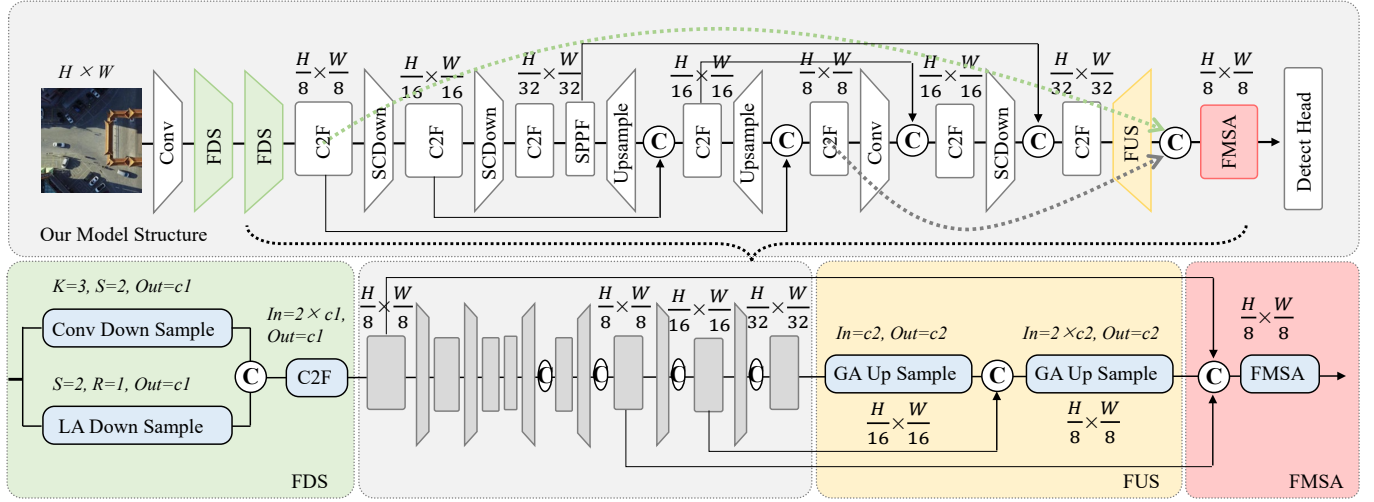 H × W
Conv
FDS
FDS
H/8 × W/8
C2F
SCDown
H/16 × W/16
C2F
SCDown
H/32 × W/32
C2F
SPPF
Upsample
C
H/16 × W/16
C2F
Upsample
C
H/8 × W/8
C2F
Conv
C
H/16 × W/16
C2F
SCDown
C
H/32 × W/32
C2F
FUS
C
H/8 × W/8
FMSA
Detect Head
Our Model Structure
K=3, S=2, Out=c1
Conv Down Sample
S=2, R=1, Out=c1
LA Down Sample
C
In=2×c1,
Out=c1
C2F
FDS
H/8 × W/8
C
C
H/8 × W/8
C
H/16 × W/16
C
H/32 × W/32
In=c2, Out=c2
GA Up Sample
H/16 × W/16
C
In=2×c2, Out=c2
GA Up Sample
H/8 × W/8
FUS
C
H/8 × W/8
FMSA
FMSA